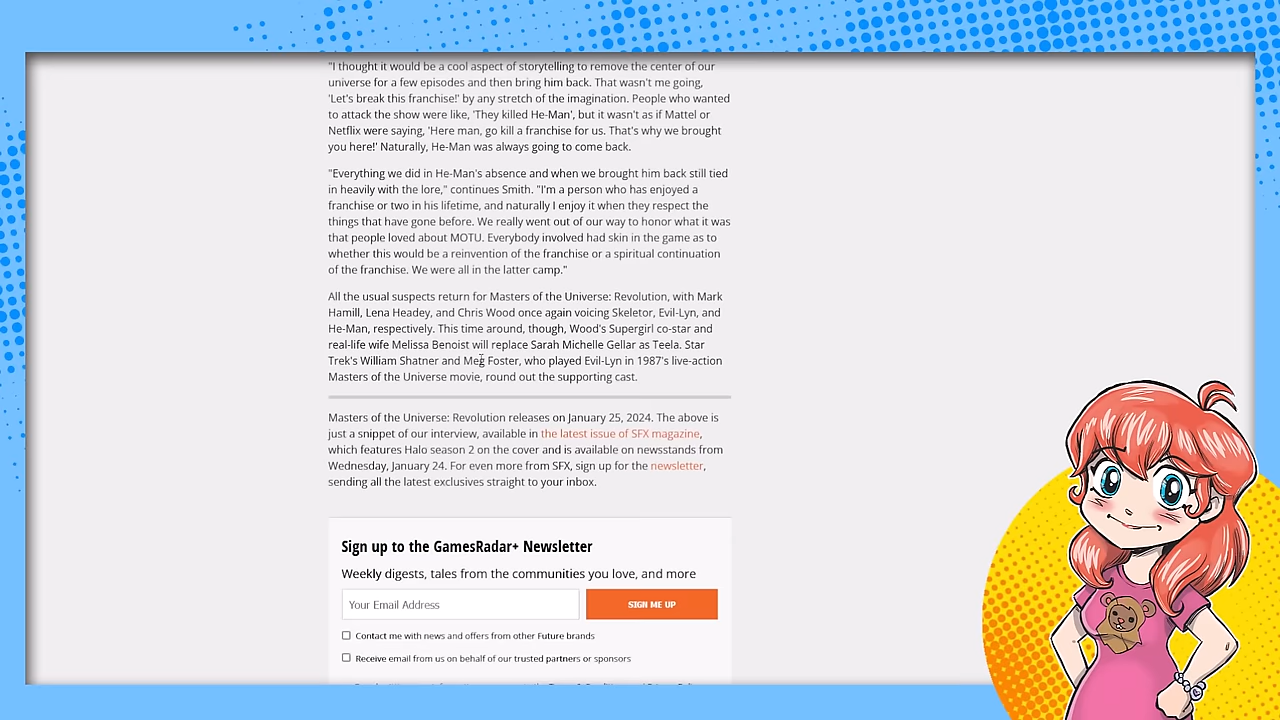 "I thought it would be a cool aspect of storytelling to remove the center of our
universe for a few episodes and then bring him back. That wasn't me going,
'Let's break this franchise!' by any stretch of the imagination. People who wanted
to attack the show were like, 'They killed He-Man', but it wasn't as if Mattel or
Netflix were saying, 'Here man, go kill a franchise for us. That's why we brought
you here!' Naturally, He-Man was always going to come back.
"Everything we did in He-Man's absence and when we brought him back still tied
in heavily with the lore," continues Smith. "I'm a person who has enjoyed a
franchise or two in his lifetime, and naturally I enjoy it when they respect the
things that have gone before. We really went out of our way to honor what it was
that people loved about MOTU. Everybody involved had skin in the game as to
whether this would be a reinvention of the franchise or a spiritual continuation
of the franchise. We were all in the latter camp."
All the usual suspects return for Masters of the Universe: Revolution, with Mark
Hamill, Lena Headey, and Chris Wood once again voicing Skeletor, Evil-Lyn, and
He-Man, respectively. This time around, though, Wood's Supergirl co-star and
real-life wife Melissa Benoist will replace Sarah Michelle Gellar as Teela. Star
Trek's William Shatner and Meg Foster, who played Evil-Lyn in 1987's live-action
Masters of the Universe movie, round out the supporting cast.
Masters of the Universe: Revolution releases on January 25, 2024. The above is
just a snippet of our interview, available in the latest issue of SFX magazine,
which features Halo season 2 on the cover and is available on newsstands from
Wednesday, January 24. For even more from SFX, sign up for the newsletter,
sending all the latest exclusives straight to your inbox.
Sign up to the GamesRadar+ Newsletter
Weekly digests, tales from the communities you love, and more
Your Email Address
SIGN ME UP
Contact me with news and offers from other Future brands
Receive email from us on behalf of our trusted partners or sponsors